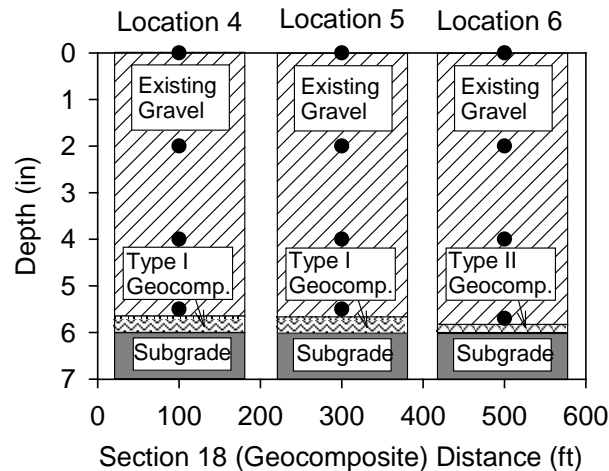 Location 4
Location 5
Location 6
0
1
2
3
4
5
6
7
Depth (in)
Existing
Gravel
Existing
Gravel
Existing
Gravel
Type I
Geocomp.
Type I
Geocomp.
Type II
Geocomp.
Subgrade
Subgrade
Subgrade
0 100 200 300 400 500 600
Section 18 (Geocomposite) Distance (ft)